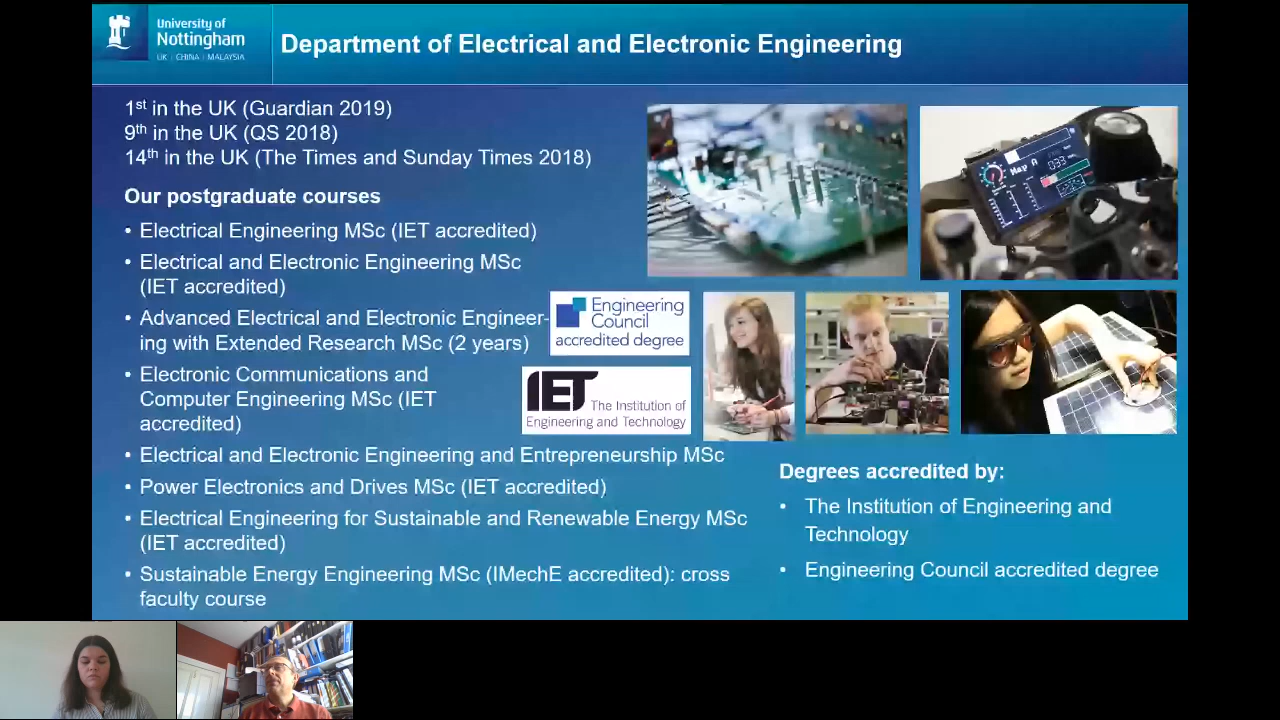 University of
Nottingham
UK | CHINA | MALAYSIA
Department of Electrical and Electronic Engineering
1st in the UK (Guardian 2019)
9th in the UK (QS 2018)
14th in the UK (The Times and Sunday Times 2018)
Our postgraduate courses
• Electrical Engineering MSc (IET accredited)
• Electrical and Electronic Engineering MSc
(IET accredited)
• Advanced Electrical and Electronic Engineer-
ing with Extended Research MSc (2 years)
• Electronic Communications and
Computer Engineering MSc (IET
accredited)
• Electrical and Electronic Engineering and Entrepreneurship MSc
• Power Electronics and Drives MSc (IET accredited)
• Electrical Engineering for Sustainable and Renewable Energy MSc
(IET accredited)
• Sustainable Energy Engineering MSc (IMechE accredited): cross
faculty course
Engineering
Council
accredited degree
IET The Institution of
Engineering and Technology
Map A
033
Degrees accredited by:
• The Institution of Engineering and
Technology
• Engineering Council accredited degree